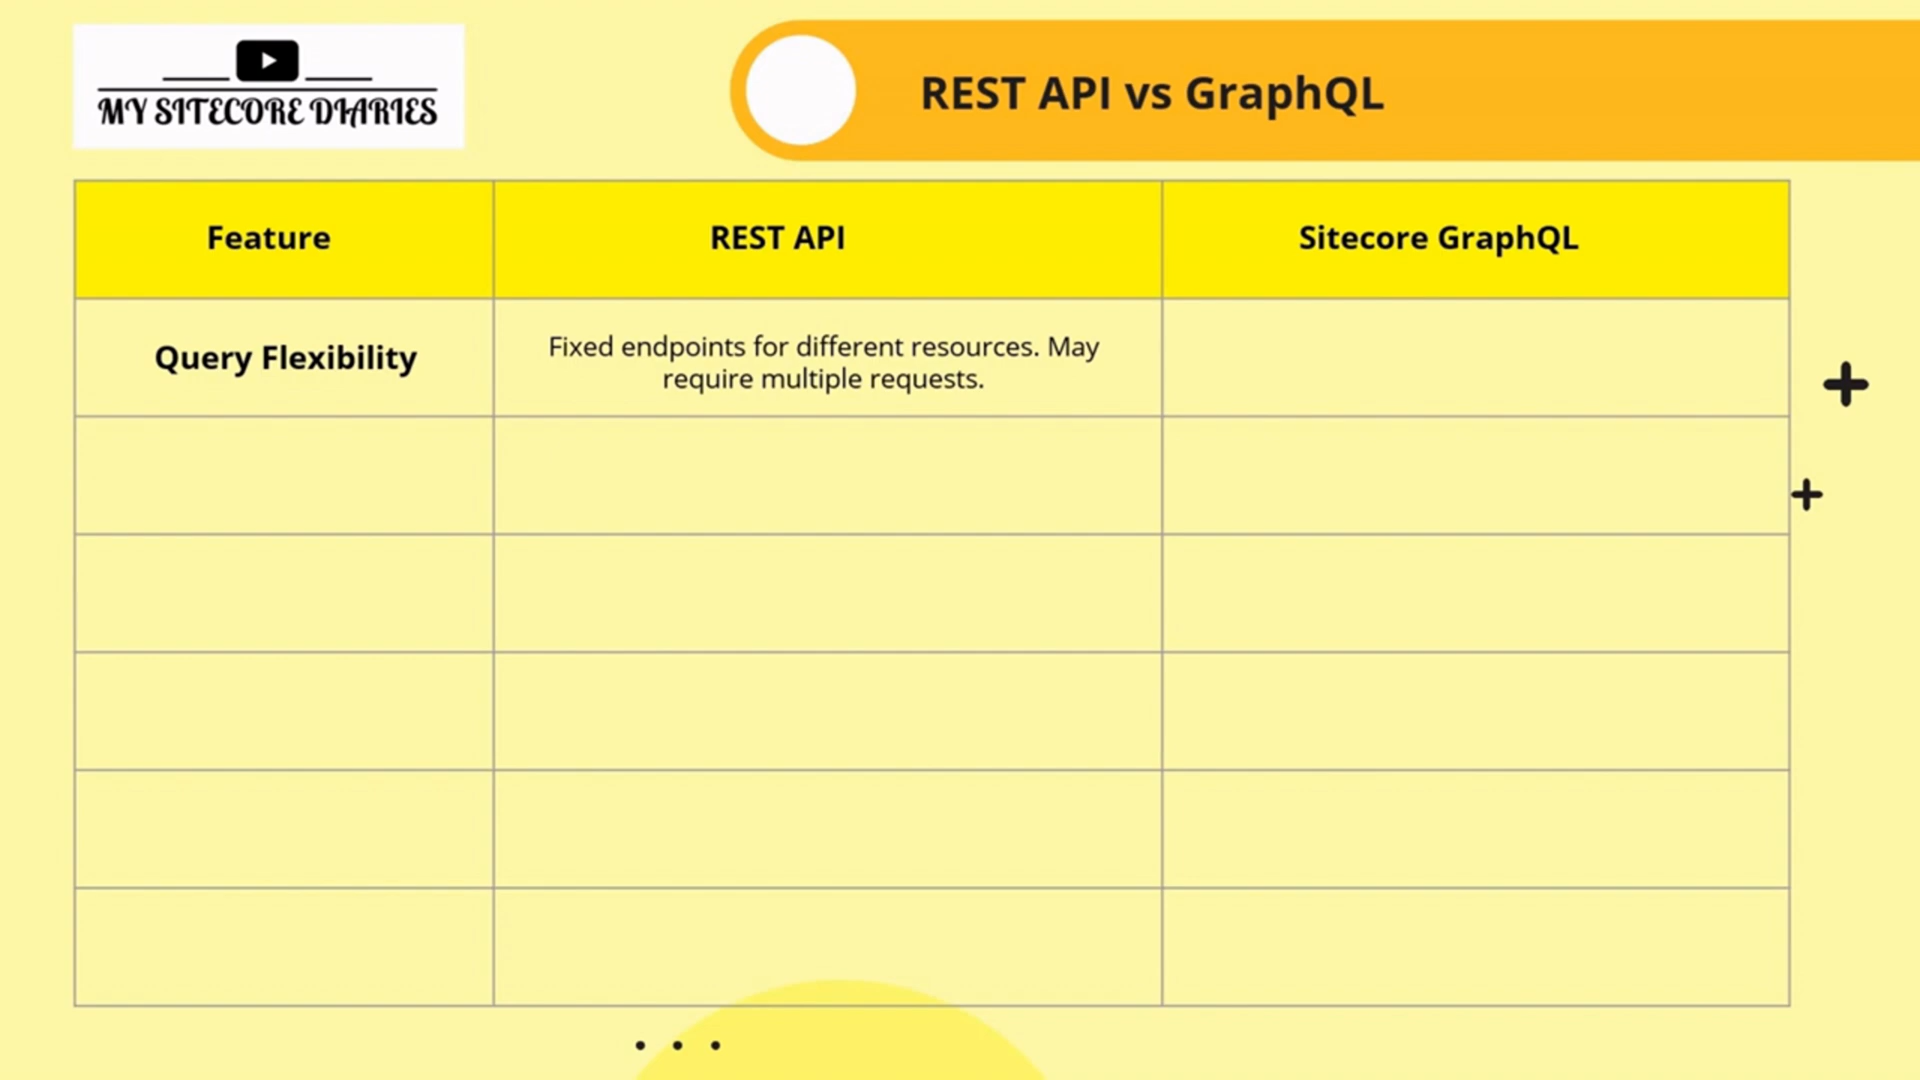 MY SITECORE DIARIES
REST API vs GraphQL
Feature
REST API
Sitecore GraphQL
Query Flexibility
Fixed endpoints for different resources. May
require multiple requests.